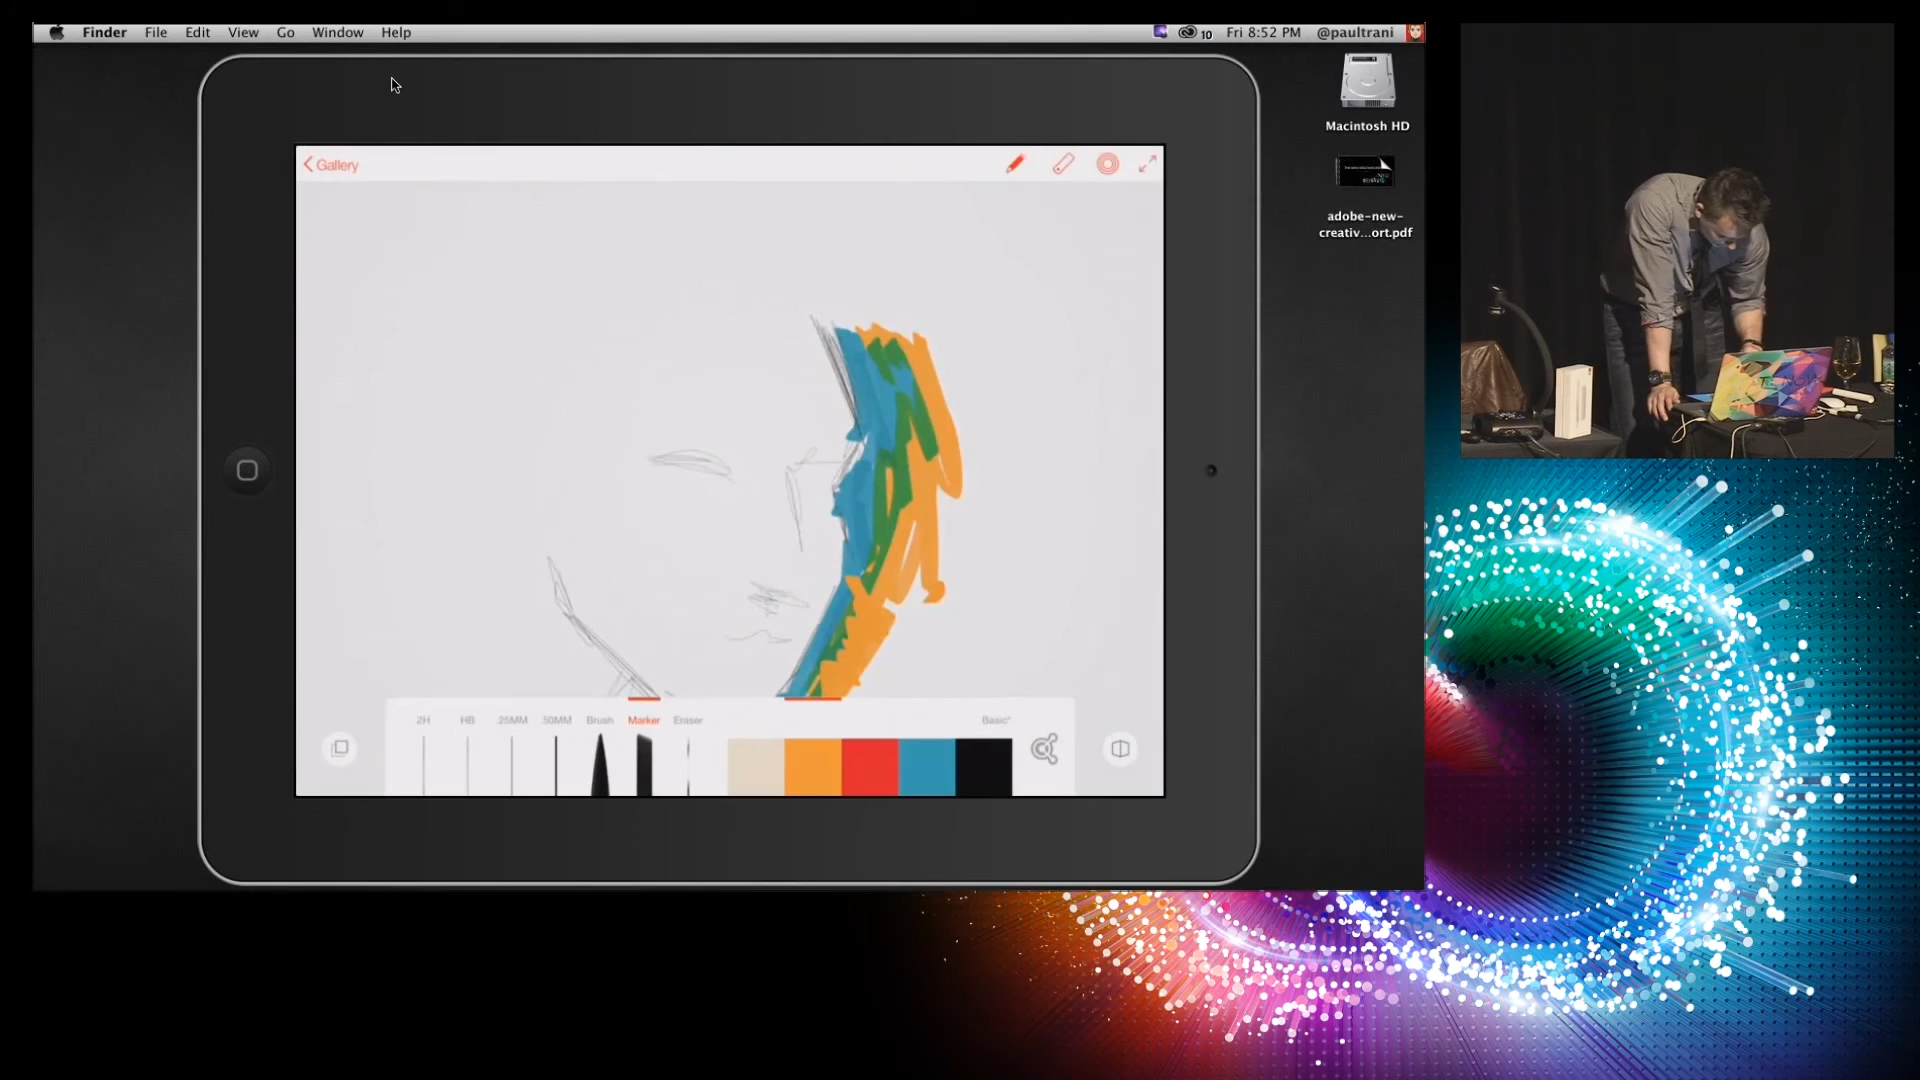 Finder File Edit View Go Window Help
10 Fri 8:52 PM @paultrani
Macintosh HD
adobe-new-
creativ...ort.pdf
Gallery
2H HB .25MM .50MM Brush Marker Eraser
Basic*